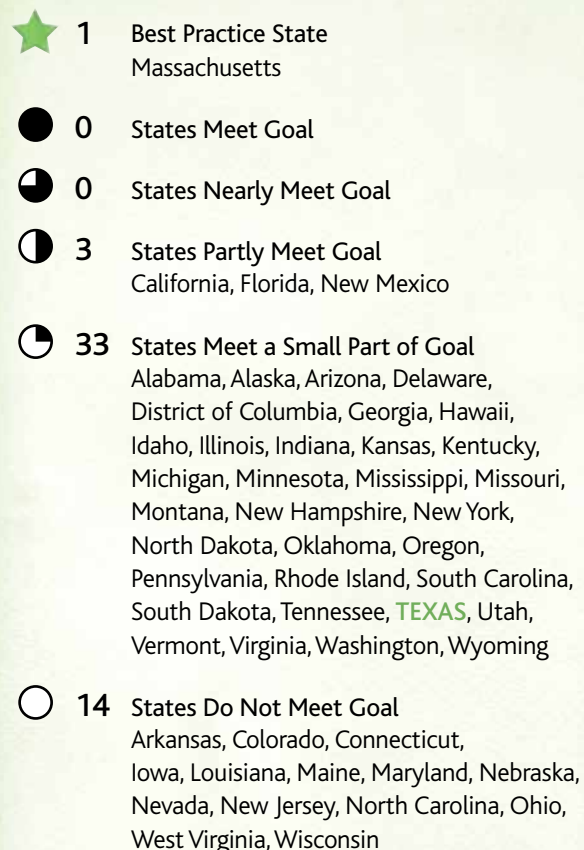 1 Best Practice State
Massachusetts
0 States Meet Goal
0 States Nearly Meet Goal
3 States Partly Meet Goal
California, Florida, New Mexico
33 States Meet a Small Part of Goal
Alabama, Alaska, Arizona, Delaware,
District of Columbia, Georgia, Hawaii,
Idaho, Illinois, Indiana, Kansas, Kentucky,
Michigan, Minnesota, Mississippi, Missouri,
Montana, New Hampshire, New York,
North Dakota, Oklahoma, Oregon,
Pennsylvania, Rhode Island, South Carolina,
South Dakota, Tennessee, TEXAS, Utah,
Vermont, Virginia, Washington, Wyoming
14 States Do Not Meet Goal
Arkansas, Colorado, Connecticut,
Iowa, Louisiana, Maine, Maryland, Nebraska,
Nevada, New Jersey, North Carolina, Ohio,
West Virginia, Wisconsin